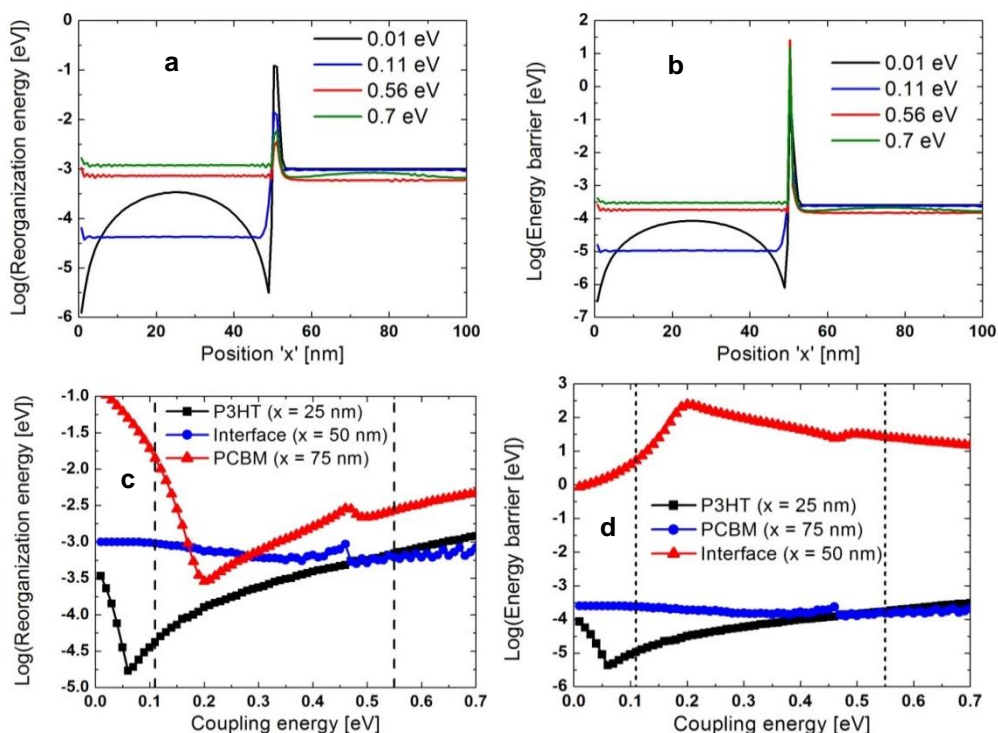 a
0.01 eV
0.11 eV
0.56 eV
0.7 eV
Log(Reorganization energy [eV])
0
-1
-2
-3
-4
-5
-6
0 20 40 60 80 100
Position 'x' [nm]
b
0.01 eV
0.11 eV
0.56 eV
0.7 eV
Log(Energy barrier [eV])
2
1
0
-1
-2
-3
-4
-5
-6
-7
0 20 40 60 80 100
Position 'x' [nm]
c
P3HT (x = 25 nm)
Interface (x = 50 nm)
PCBM (x = 75 nm)
Log(Reorganization energy [eV])
-1.0
-1.5
-2.0
-2.5
-3.0
-3.5
-4.0
-4.5
-5.0
0.0 0.1 0.2 0.3 0.4 0.5 0.6 0.7
Coupling energy [eV]
d
P3HT (x = 25 nm)
PCBM (x = 75 nm)
Interface (x = 50 nm)
Log(Energy barrier [eV])
3
2
1
0
-1
-2
-3
-4
-5
-6
0.0 0.1 0.2 0.3 0.4 0.5 0.6 0.7
Coupling energy [eV]